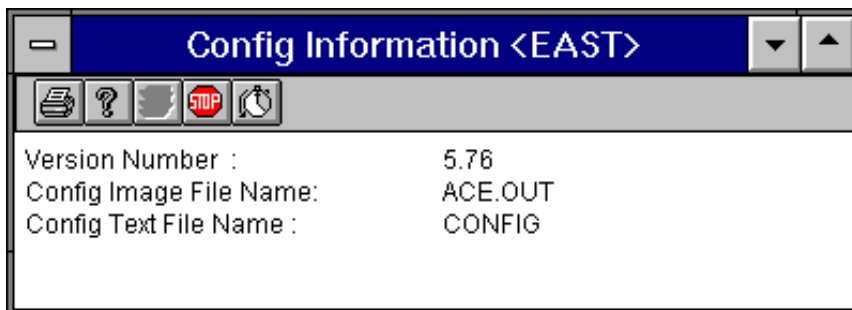 Config Information <EAST>
STOP
Version Number : 5.76
Config Image File Name: ACE.OUT
Config Text File Name : CONFIG